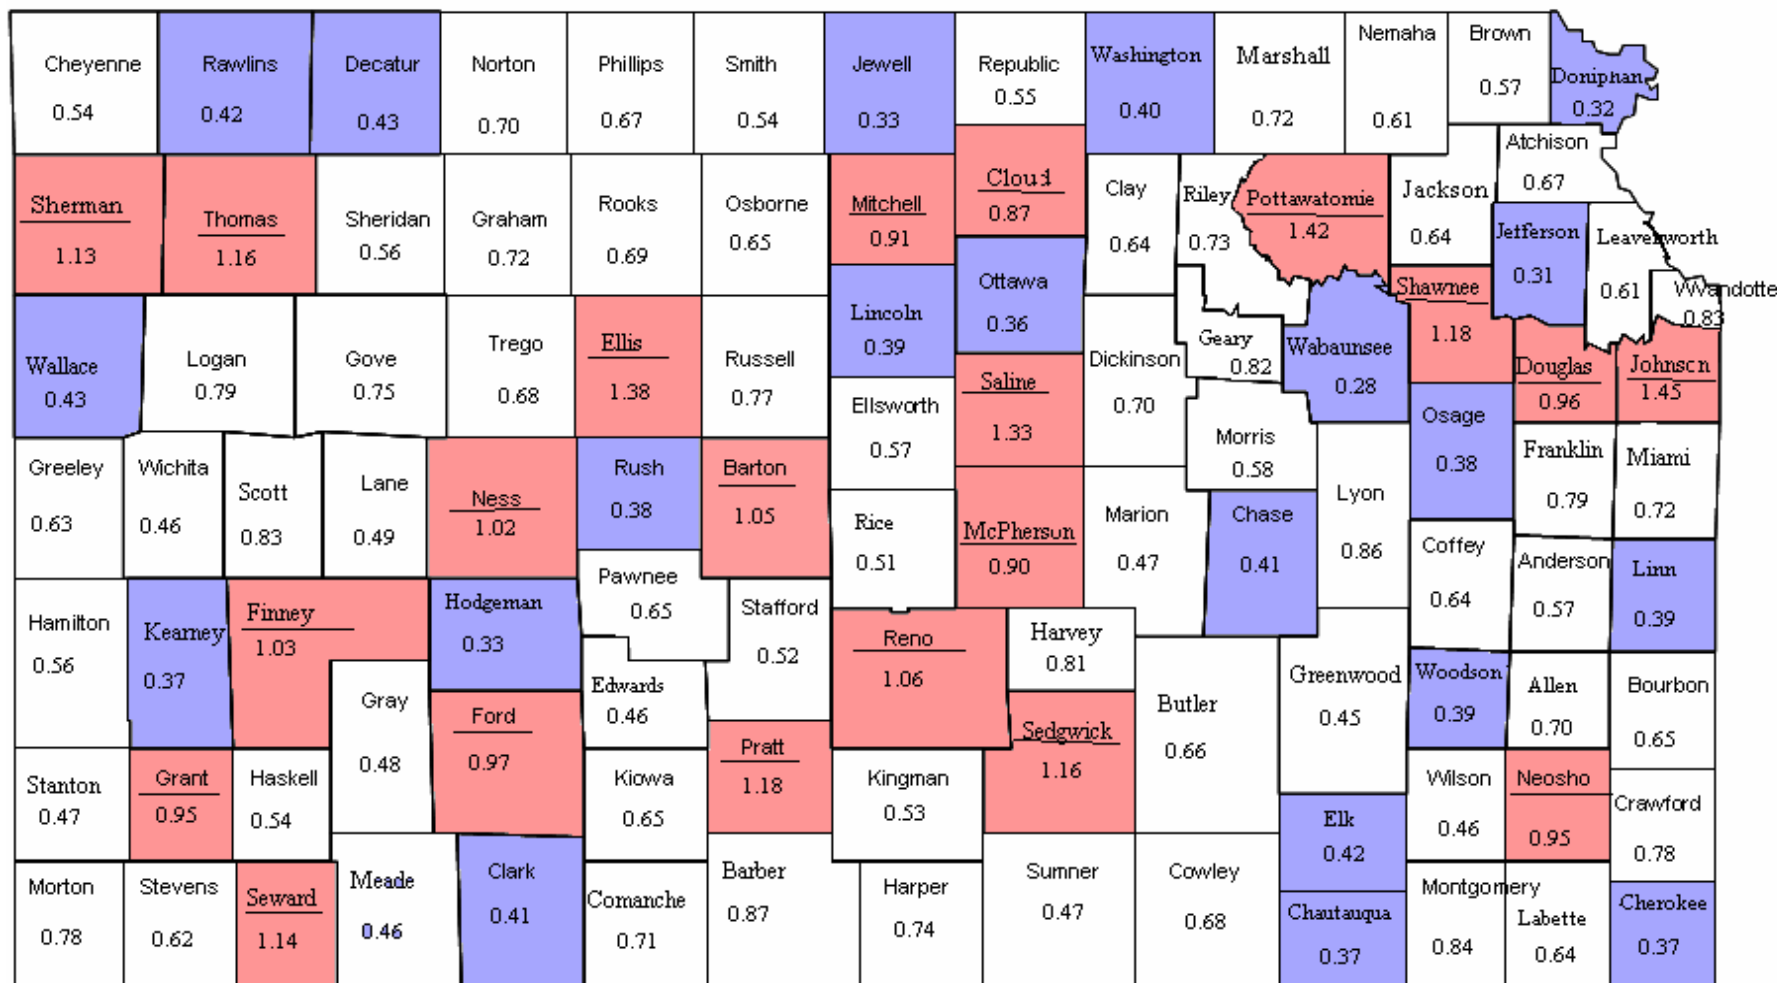 Cheyenne
0.54
Rawlins
0.42
Decatur
0.43
Norton
0.70
Phillips
0.67
Smith
0.54
Jewell
0.33
Republic
0.55
Washington
0.40
Marshall
0.72
Nemaha
0.61
Brown
0.57
Doniphan
0.32
Sherman
1.13
Thomas
1.16
Sheridan
0.56
Graham
0.72
Rooks
0.69
Osborne
0.65
Mitchell
0.91
Cloud
0.87
Clay
0.64
Riley
0.73
Pottawatomie
1.42
Jackson
0.64
Atchison
0.67
Jefferson
0.31
Leavenworth
0.61
Wyandotte
0.83
Wallace
0.43
Logan
0.79
Gove
0.75
Trego
0.68
Ellis
1.38
Russell
0.77
Lincoln
0.39
Ottawa
0.36
Saline
1.33
Dickinson
0.70
Geary
0.82
Wabaunsee
0.28
Shawnee
1.18
Douglas
0.96
Johnson
1.45
Greeley
0.63
Wichita
0.46
Scott
0.83
Lane
0.49
Ness
1.02
Rush
0.38
Barton
1.05
Ellsworth
0.57
Rice
0.51
McPherson
0.90
Marion
0.47
Morris
0.58
Chase
0.41
Lyon
0.86
Osage
0.38
Franklin
0.79
Miami
0.72
Coffey
0.64
Anderson
0.57
Linn
0.39
Hamilton
0.56
Kearney
0.37
Finney
1.03
Hodgeman
0.33
Pawnee
0.65
Stafford
0.52
Reno
1.06
Harvey
0.81
Gray
0.48
Ford
0.97
Edwards
0.46
Pratt
1.18
Sedgwick
1.16
Butler
0.66
Greenwood
0.45
Woodson
0.39
Allen
0.70
Bourbon
0.65
Stanton
0.47
Grant
0.95
Haskell
0.54
Kiowa
0.65
Kingman
0.53
Elk
0.42
Wilson
0.46
Neosho
0.95
Crawford
0.78
Morton
0.78
Stevens
0.62
Seward
1.14
Meade
0.46
Clark
0.41
Comanche
0.71
Barber
0.87
Harper
0.74
Sumner
0.47
Cowley
0.68
Chautauqua
0.37
Montgomery
0.84
Labette
0.64
Cherokee
0.37